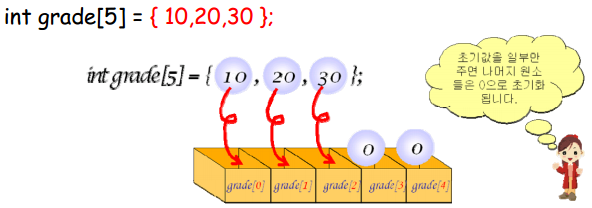 int grade[5] = { 10,20,30 };
int grade[5] = { 10 , 20 , 30 };
초기값을 일부만
주면 나머지 원소
들은 0으로 초기화
됩니다.
0 0
grade[0] grade[1] grade[2] grade[3] grade[4]